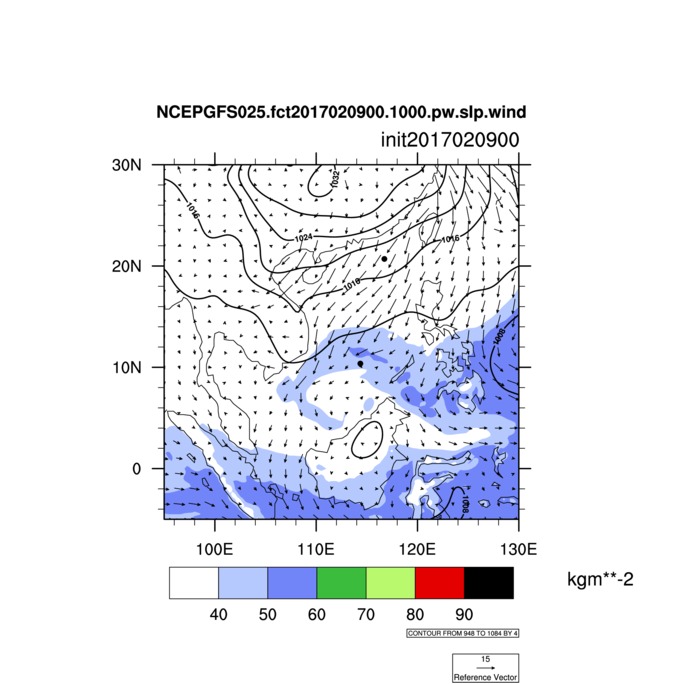 NCEPGFS025.fct2017020900.1000.pw.slp.wind
init2017020900
30N
20N
10N
0
1032
1016
1024
1016
1016
1008
1008
100E 110E 120E 130E
kgm**-2
40 50 60 70 80 90
CONTOUR FROM 948 TO 1084 BY 4
15
Reference Vector